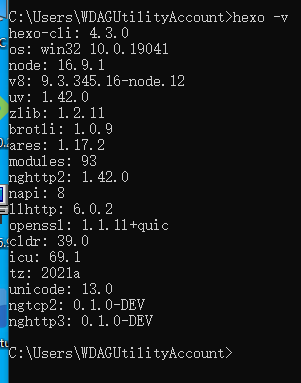 C:\Users\WDAGUtilityAccount>hexo -v
hexo-cli: 4.3.0
os: win32 10.0.19041
node: 16.9.1
v8: 9.3.345.16-node.12
uv: 1.42.0
zlib: 1.2.11
brotli: 1.0.9
ares: 1.17.2
modules: 93
nghttp2: 1.42.0
napi: 8
llhttp: 6.0.2
openssl: 1.1.1l+quic
cldr: 39.0
icu: 69.1
tz: 2021a
unicode: 13.0
ngtcp2: 0.1.0-DEV
nghttp3: 0.1.0-DEV
C:\Users\WDAGUtilityAccount>